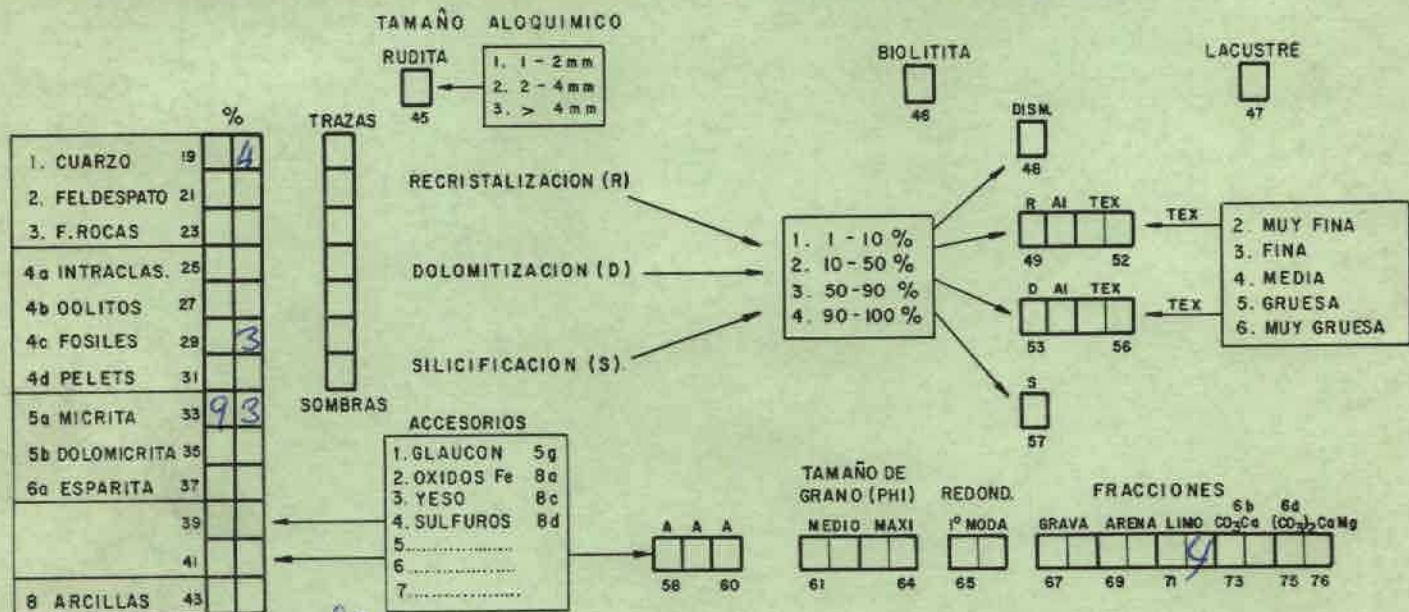 TAMAÑO ALOQUIMICO
RUDITA
1. 1 - 2 mm
2. 2 - 4 mm
3. > 4 mm
45
BIOLITITA
46
LACUSTRE
47
%
TRAZAS
1. CUARZO 19 4
2. FELDESPATO 21
3. F. ROCAS 23
4a INTRACLAS. 25
4b OOLITOS 27
4c FOSILES 29 3
4d PELETS 31
5a MICRITA 33 9 3
5b DOLOMICRITA 35
6a ESPARITA 37
39
41
8 ARCILLAS 43
SOMBRAS
RECRISTALIZACION (R)
DOLOMITIZACION (D)
SILICIFICACION (S)
1. 1 - 10 %
2. 10 - 50 %
3. 50 - 90 %
4. 90 - 100 %
DISM.
48
R AI TEX
49 52
TEX
D AI TEX
53 56
TEX
2. MUY FINA
3. FINA
4. MEDIA
5. GRUESA
6. MUY GRUESA
S
57
ACCESORIOS
1. GLAUCON 5g
2. OXIDOS Fe 8a
3. YESO 8c
4. SULFUROS 8d
5................
6................
7................
A A A
58 60
TAMAÑO DE
GRANO (PHI)
MEDIO MAXI
61 64
REDOND.
1º MODA
65
FRACCIONES
6b 6d
GRAVA ARENA LIMO CO₃Ca (CO₃)₂CaMg
4
67 69 71 73 75 76